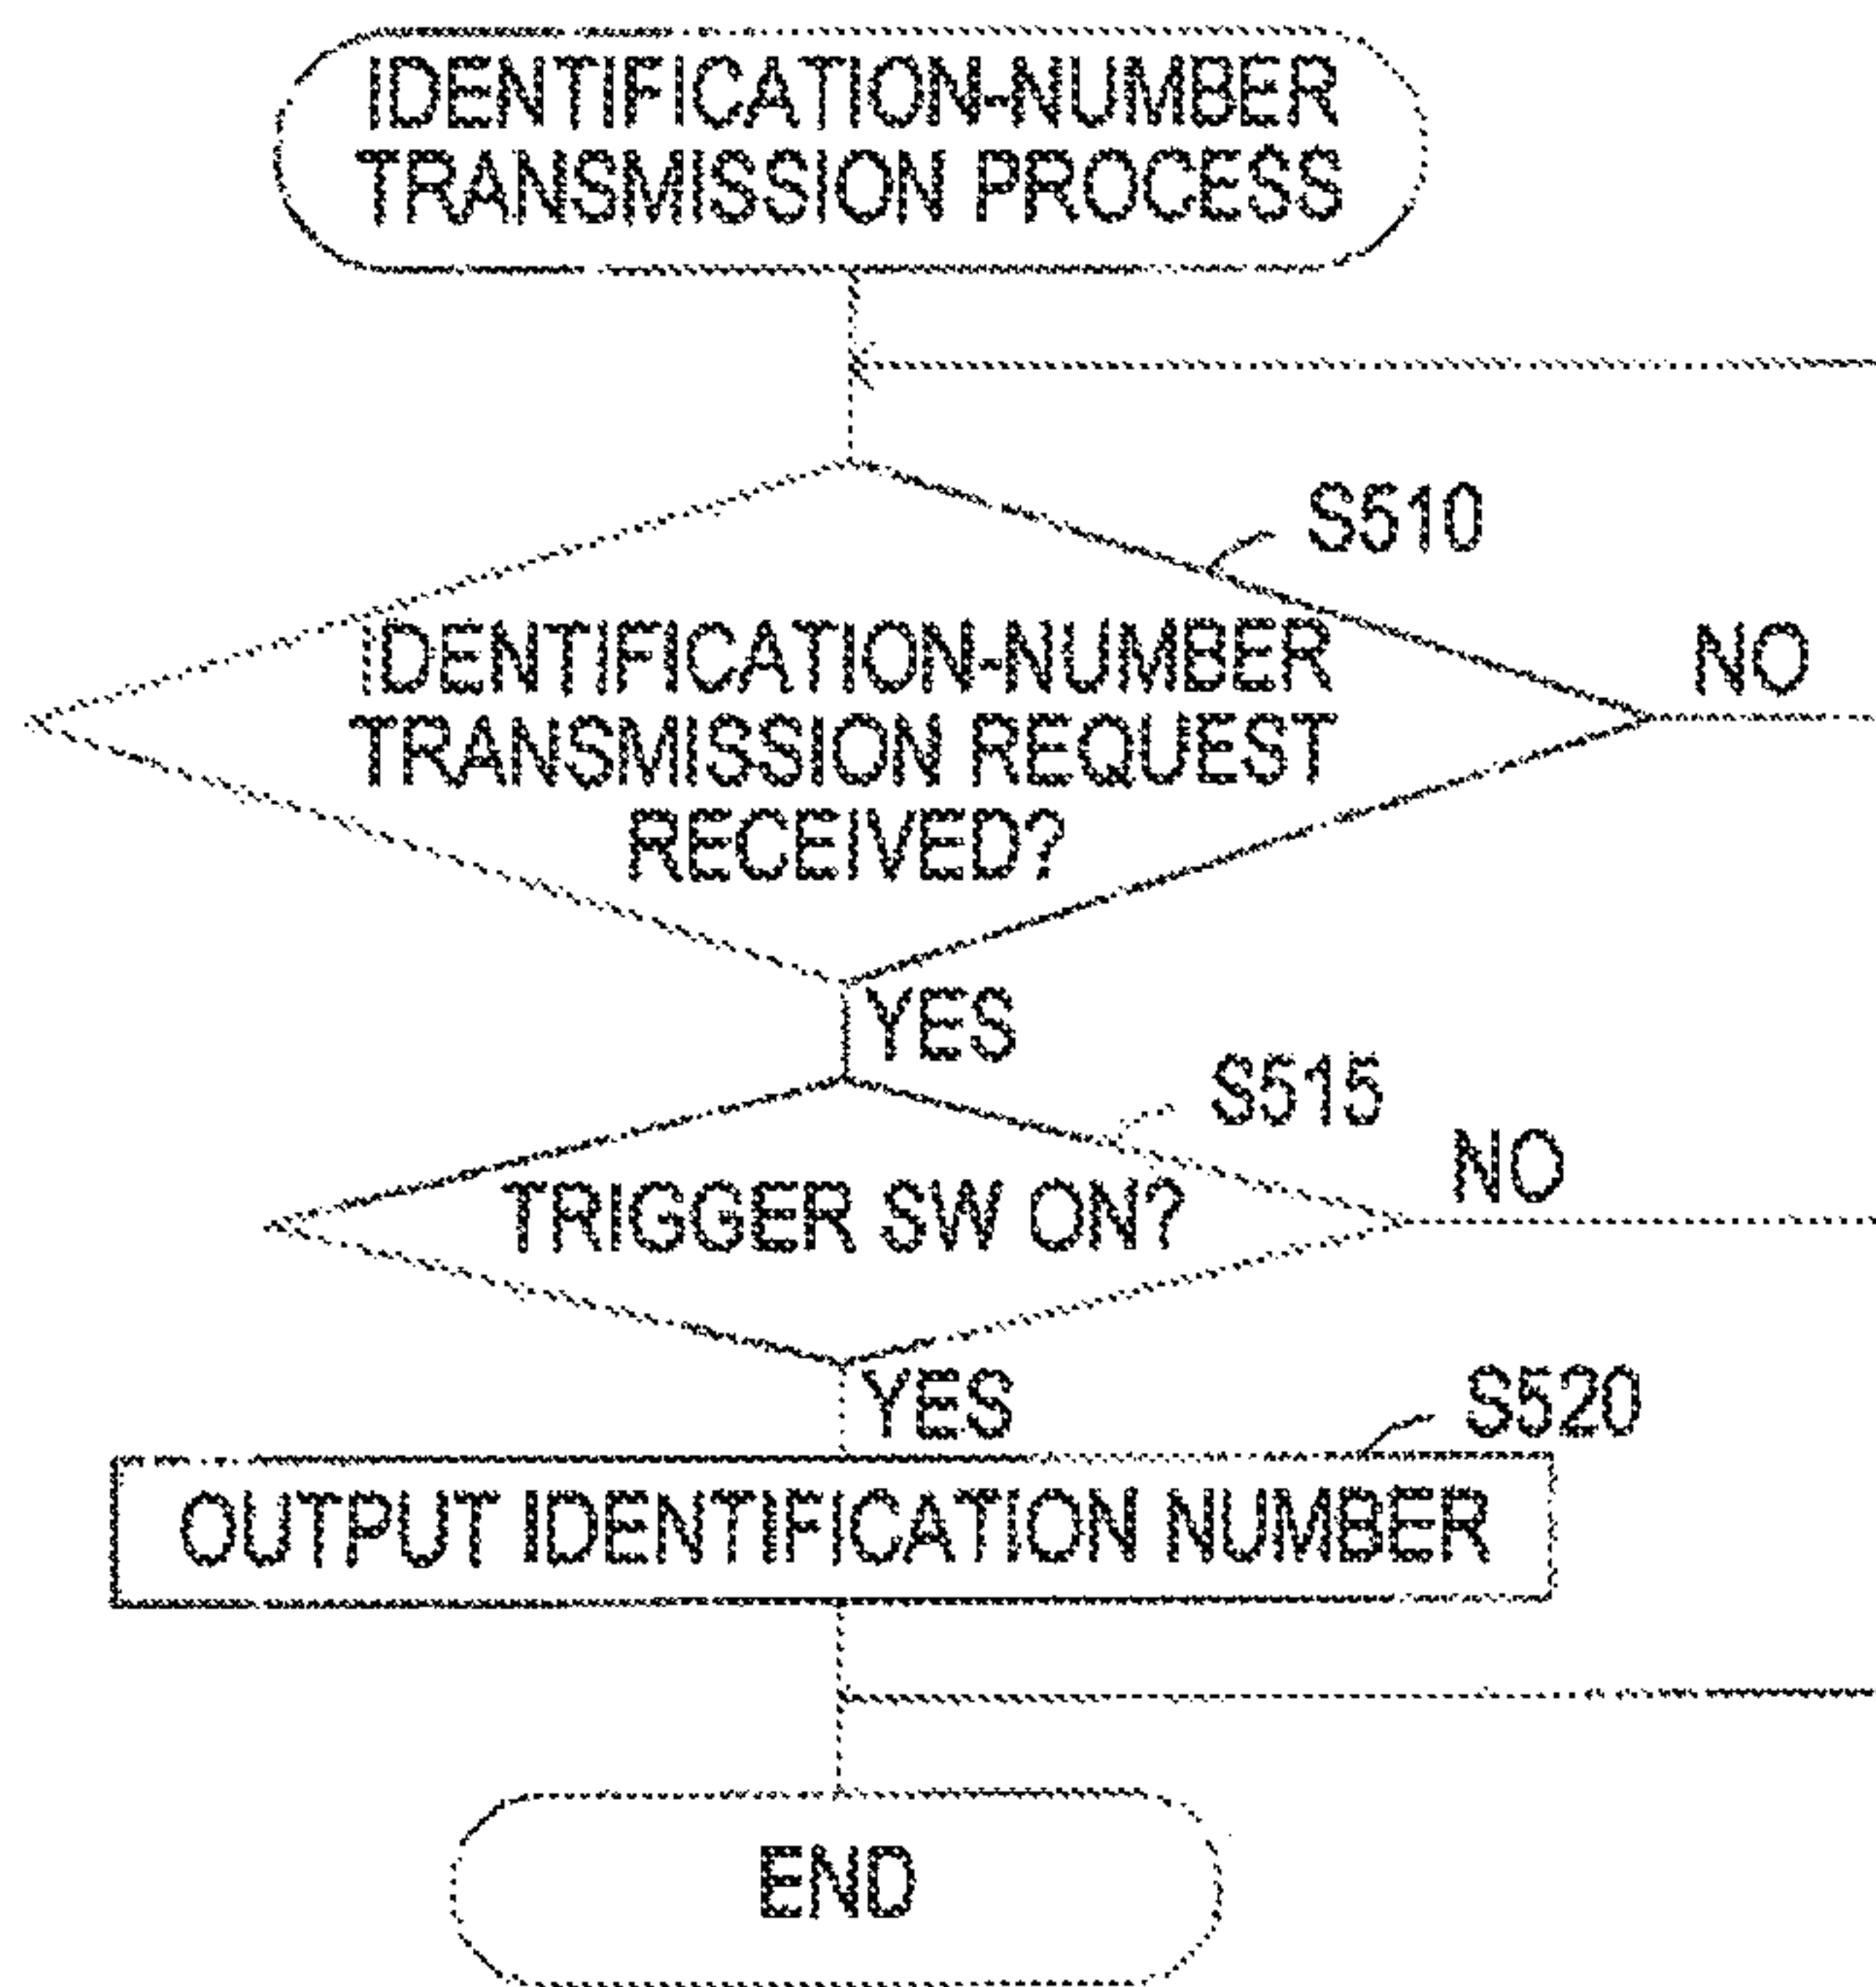 IDENTIFICATION-NUMBER
TRANSMISSION PROCESS
S510
IDENTIFICATION-NUMBER
TRANSMISSION REQUEST
RECEIVED?
NO
YES
S515
TRIGGER SW ON?
NO
YES
S520
OUTPUT IDENTIFICATION NUMBER
END